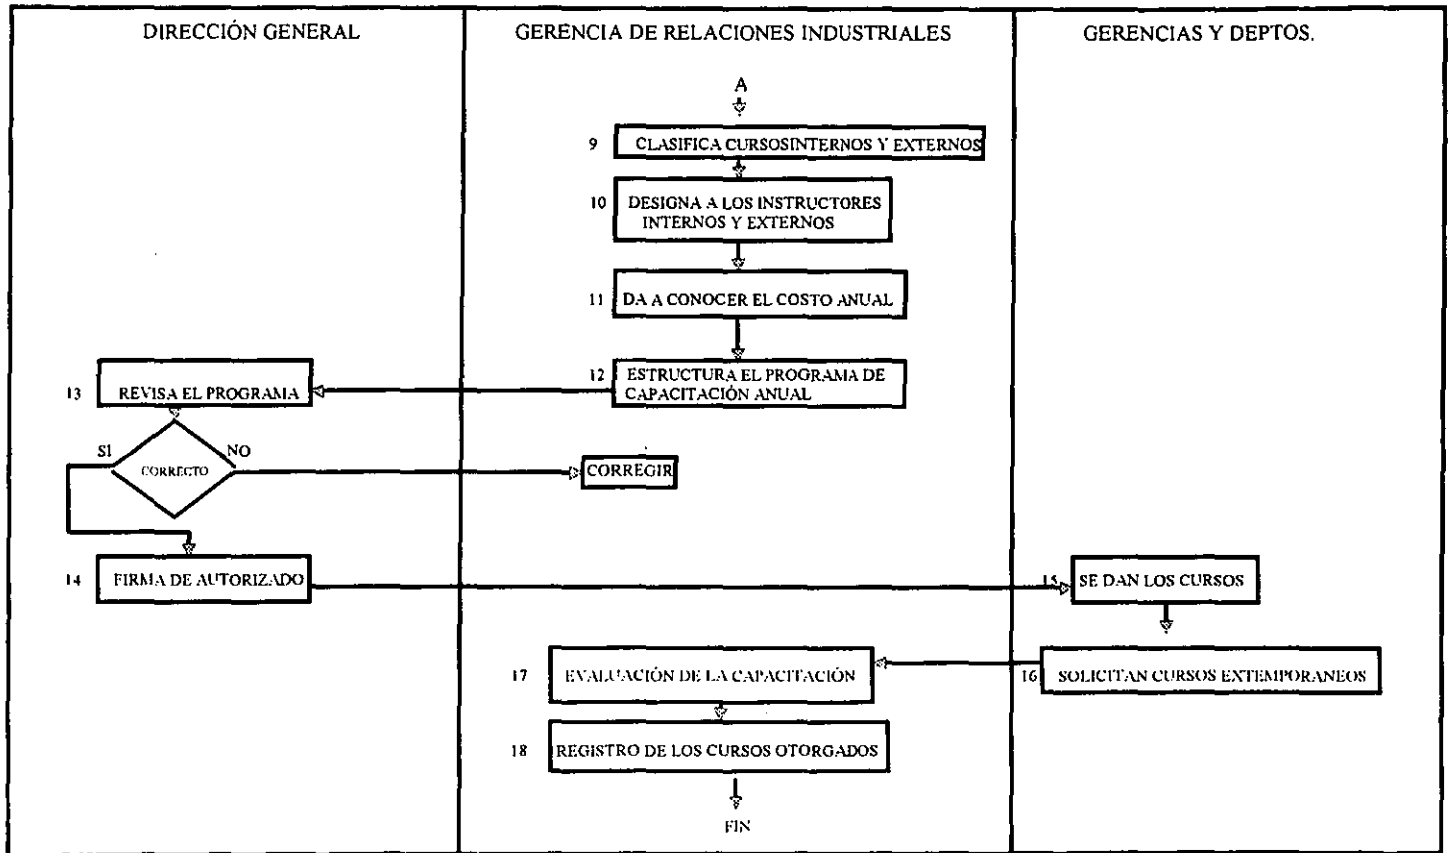 DIRECCIÓN GENERAL
GERENCIA DE RELACIONES INDUSTRIALES
GERENCIAS Y DEPTOS.
A
9 CLASIFICA CURSOSINTERNOS Y EXTERNOS
10 DESIGNA A LOS INSTRUCTORES
INTERNOS Y EXTERNOS
11 DA A CONOCER EL COSTO ANUAL
12 ESTRUCTURA EL PROGRAMA DE
CAPACITACIÓN ANUAL
13 REVISA EL PROGRAMA
SI
NO
CORRECTO
CORREGIR
14 FIRMA DE AUTORIZADO
15 SE DAN LOS CURSOS
16 SOLICITAN CURSOS EXTEMPORANEOS
17 EVALUACIÓN DE LA CAPACITACIÓN
18 REGISTRO DE LOS CURSOS OTORGADOS
FIN